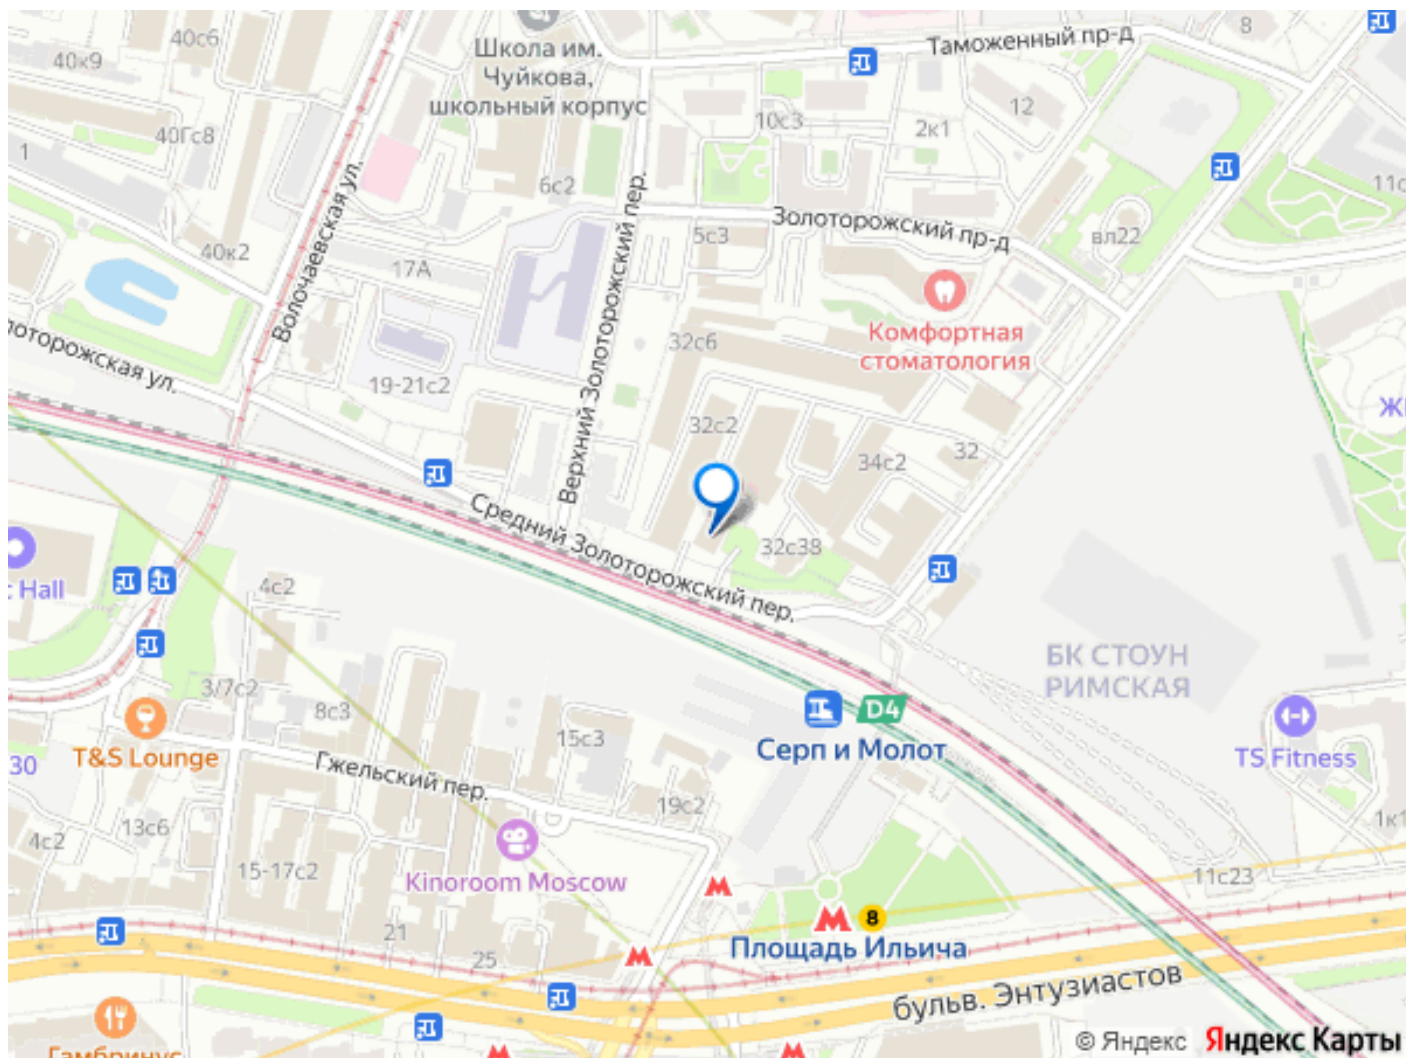 40с6
8
Таможенный пр-д
Школа им.
Чуйкова,
школьный корпус
40к9
12
10с3
2к1
40Гс8
1
11с
6с2
Волочаевская ул.
Верхний Золоторожский пер.
Золоторожский пр-д
5с3
вл22
40к2
17А
Комфортная
стоматология
32с6
лоторожская ул.
19-21с2
ЖК
32с2
32
34с2
Средний Золоторожский пер.
32с38
4с2
c Hall
БК СТОУН
РИМСКАЯ
3/7с2
8с3
D4
T&S Lounge
15с3
Серп и Молот
TS Fitness
30
Гжельский пер.
19с2
1к1
13с6
4с2
15-17с2
Kinoroom Moscow
11с23
8
21
Площадь Ильича
25
бульв. Энтузиастов
Гамбринус
© Яндекс Яндекс Карты